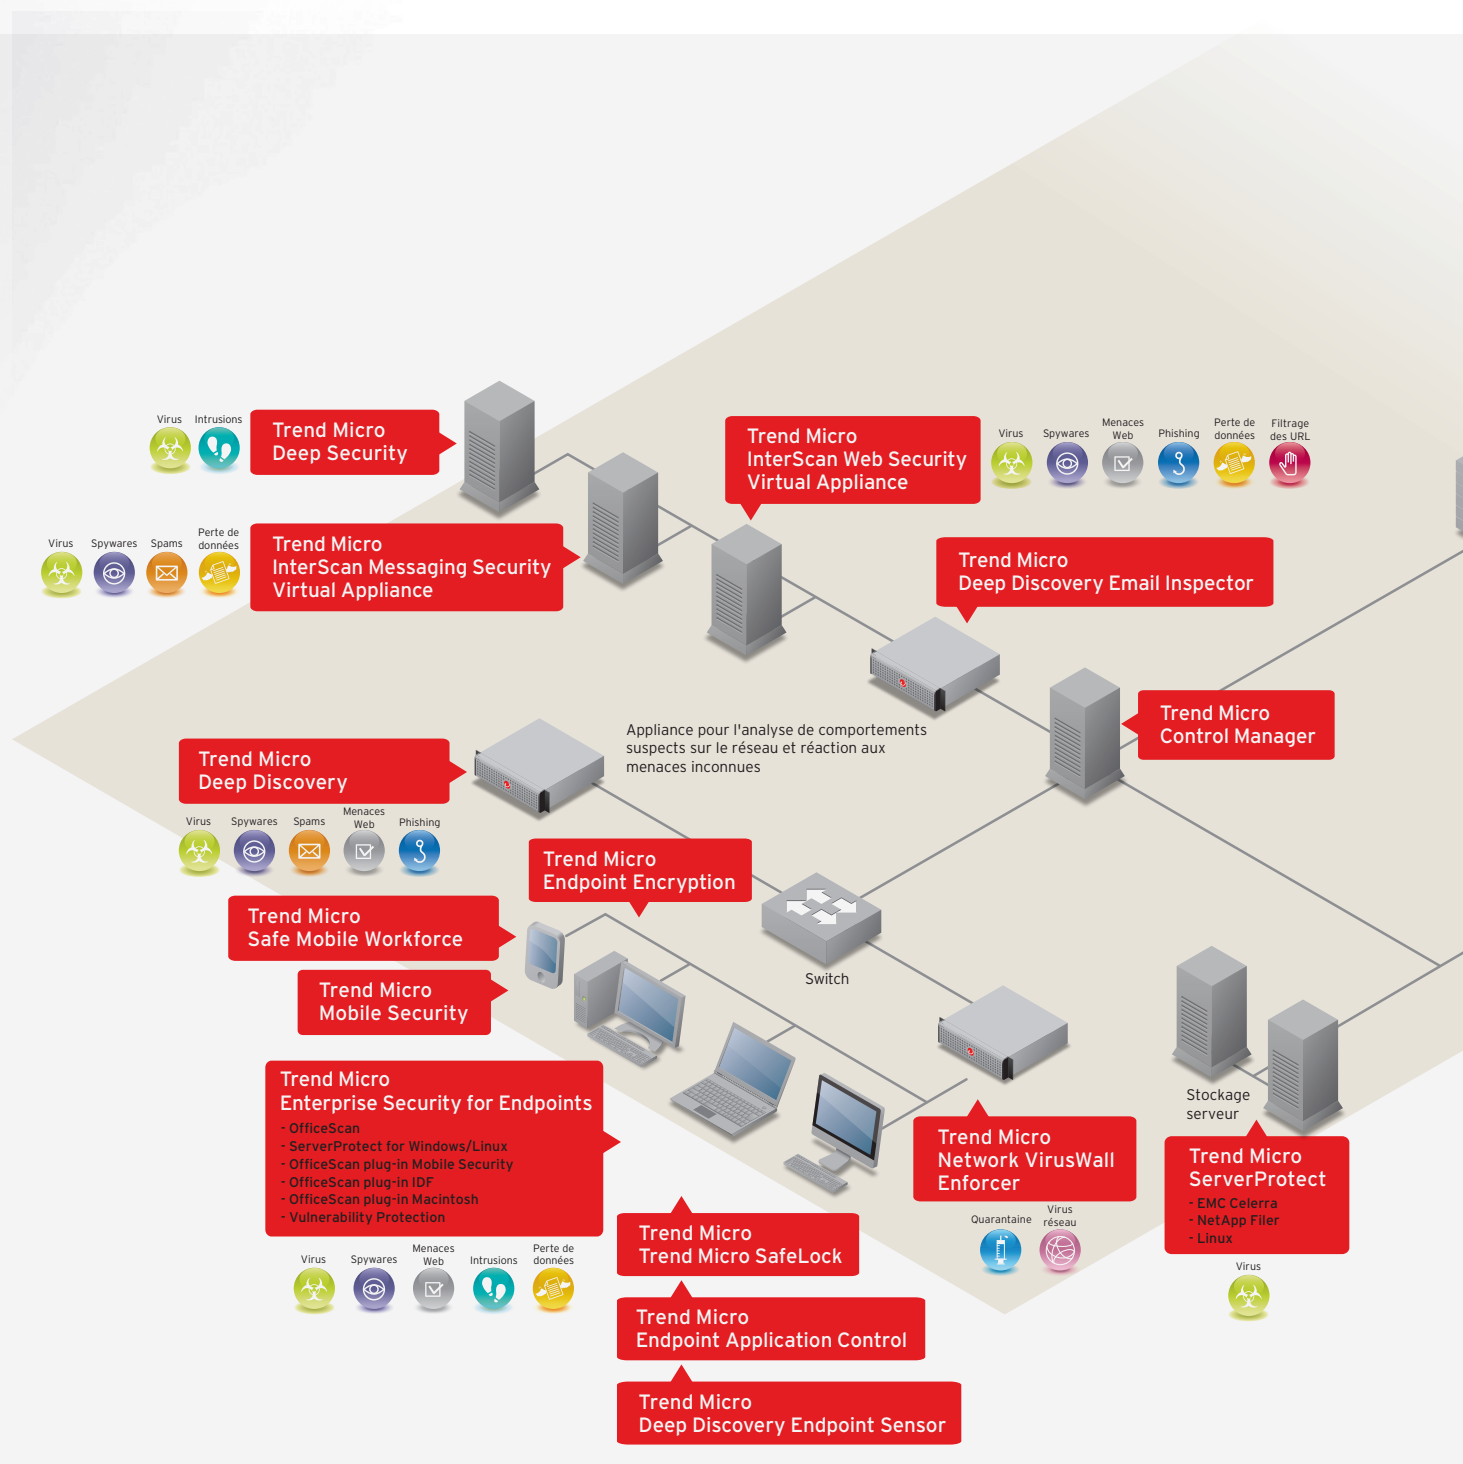 Virus Intrusions
Trend Micro
Deep Security
Virus Spywares Spams Perte de
données
Trend Micro
InterScan Messaging Security
Virtual Appliance
Trend Micro
InterScan Web Security
Virtual Appliance
Virus Spywares Menaces
Web Phishing Perte de
données Filtrage
des URL
Trend Micro
Deep Discovery Email Inspector
Trend Micro
Control Manager
Appliance pour l'analyse de comportements
suspects sur le réseau et réaction aux
menaces inconnues
Trend Micro
Deep Discovery
Virus Spywares Spams Menaces
Web Phishing
Trend Micro
Endpoint Encryption
Trend Micro
Safe Mobile Workforce
Switch
Trend Micro
Mobile Security
Trend Micro
Enterprise Security for Endpoints
- OfficeScan
- ServerProtect for Windows/Linux
- OfficeScan plug-in Mobile Security
- OfficeScan plug-in IDF
- OfficeScan plug-in Macintosh
- Vulnerability Protection
Virus Spywares Menaces
Web Intrusions Perte de
données
Trend Micro
Trend Micro SafeLock
Trend Micro
Endpoint Application Control
Trend Micro
Deep Discovery Endpoint Sensor
Trend Micro
Network VirusWall
Enforcer
Quarantaine Virus
réseau
Stockage
serveur
Trend Micro
ServerProtect
- EMC Celerra
- NetApp Filer
- Linux
Virus